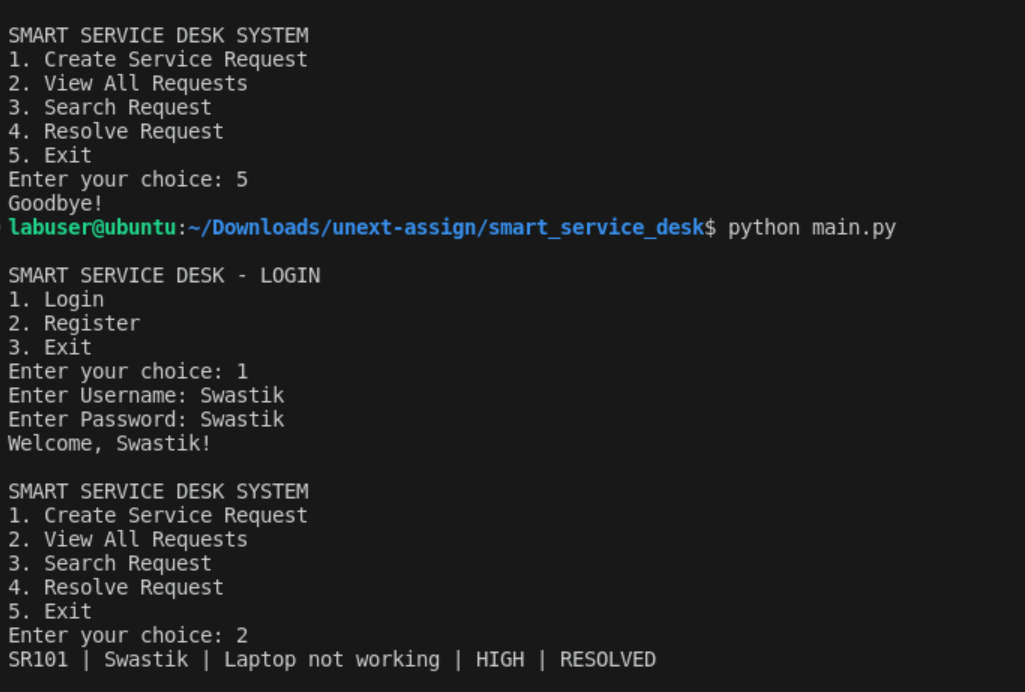 SMART SERVICE DESK SYSTEM
1. Create Service Request
2. View All Requests
3. Search Request
4. Resolve Request
5. Exit
Enter your choice: 5
Goodbye!
labuser@ubuntu:~/Downloads/unext-assign/smart_service_desk$ python main.py
SMART SERVICE DESK - LOGIN
1. Login
2. Register
3. Exit
Enter your choice: 1
Enter Username: Swastik
Enter Password: Swastik
Welcome, Swastik!
SMART SERVICE DESK SYSTEM
1. Create Service Request
2. View All Requests
3. Search Request
4. Resolve Request
5. Exit
Enter your choice: 2
SR101 | Swastik | Laptop not working | HIGH | RESOLVED